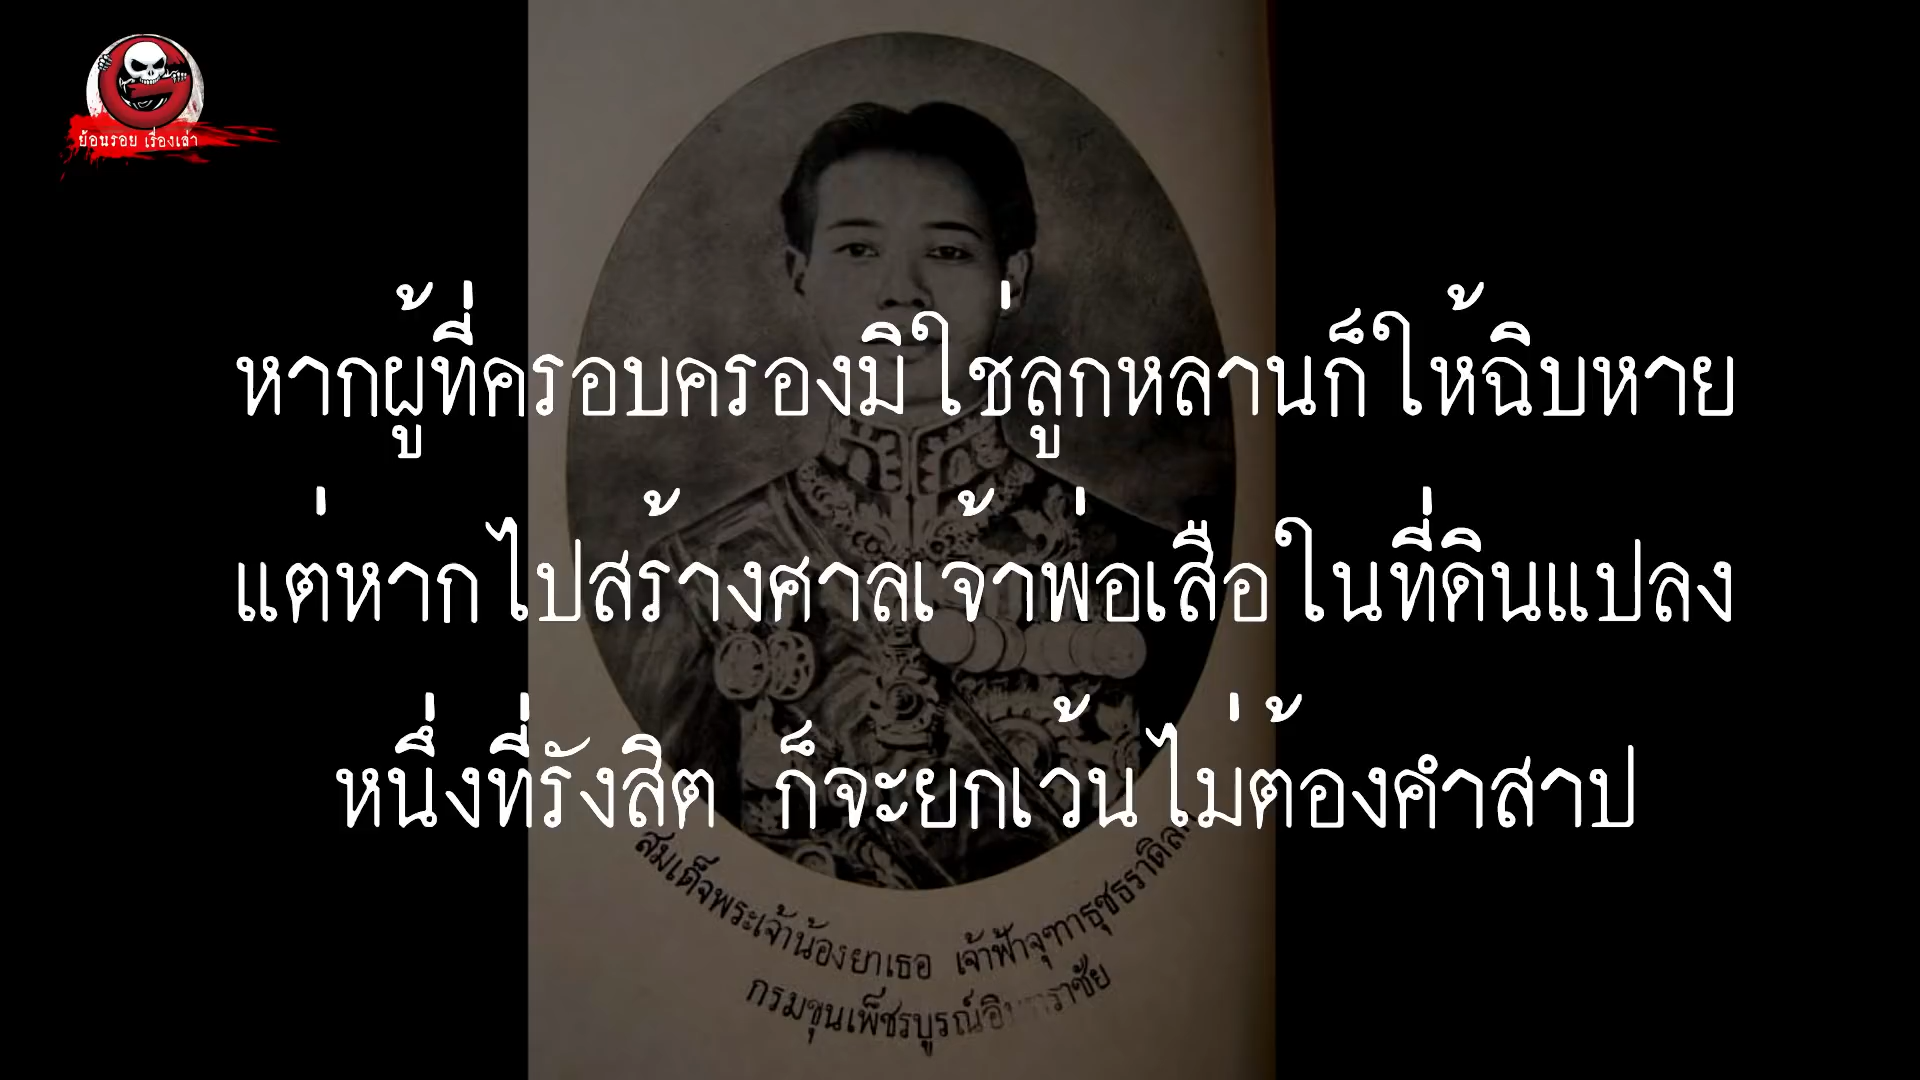 ย้อนรอย เรื่องเล่า
หากผู้ที่ครอบครองมิใช่ลูกหลานก็ให้ฉิบหาย
แต่หากไปสร้างศาลเจ้าพ่อเสือในที่ดินแปลง
หนึ่งที่รังสิต ก็จะยกเว้นไม่ต้องคำสาป
สมเด็จพระเจ้าน้องยาเธอ เจ้าฟ้าจุฑาธุชธราดิลก
กรมขุนเพ็ชรบูรณ์อินทราชัย